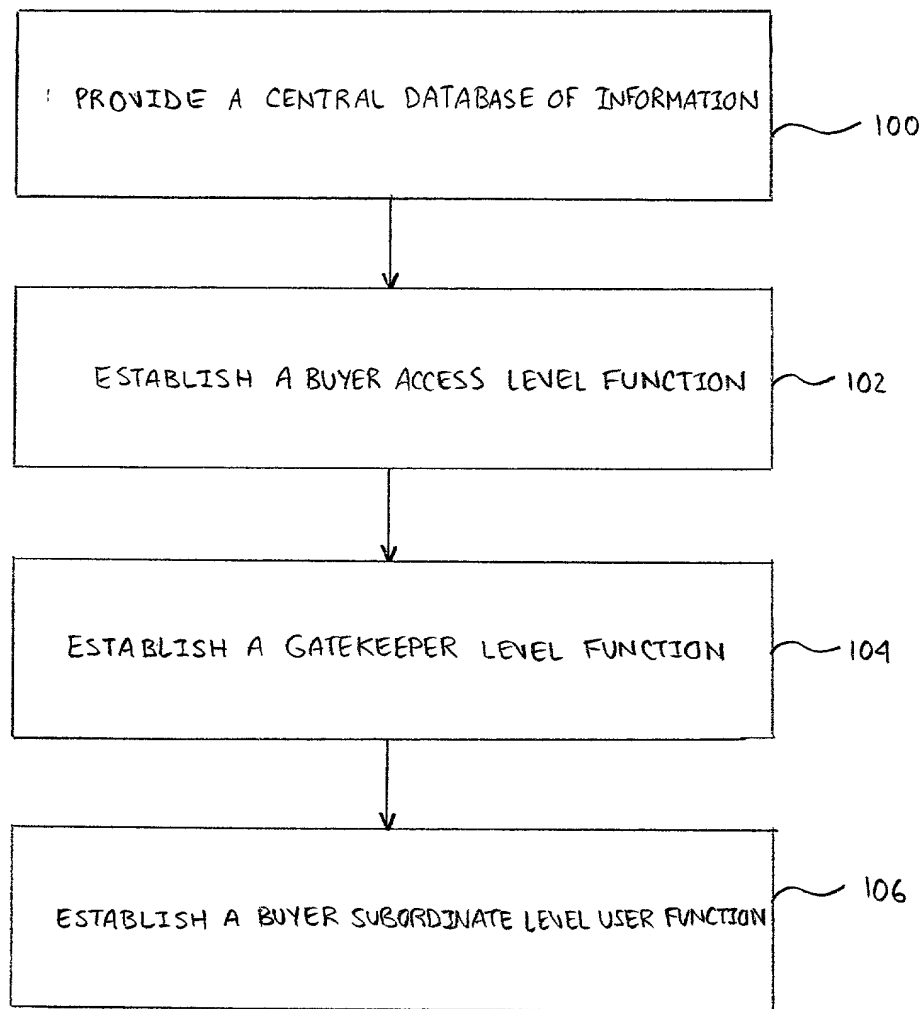 PROVIDE A CENTRAL DATABASE OF INFORMATION
100
ESTABLISH A BUYER ACCESS LEVEL FUNCTION
102
ESTABLISH A GATEKEEPER LEVEL FUNCTION
104
ESTABLISH A BUYER SUBORDINATE LEVEL USER FUNCTION
106